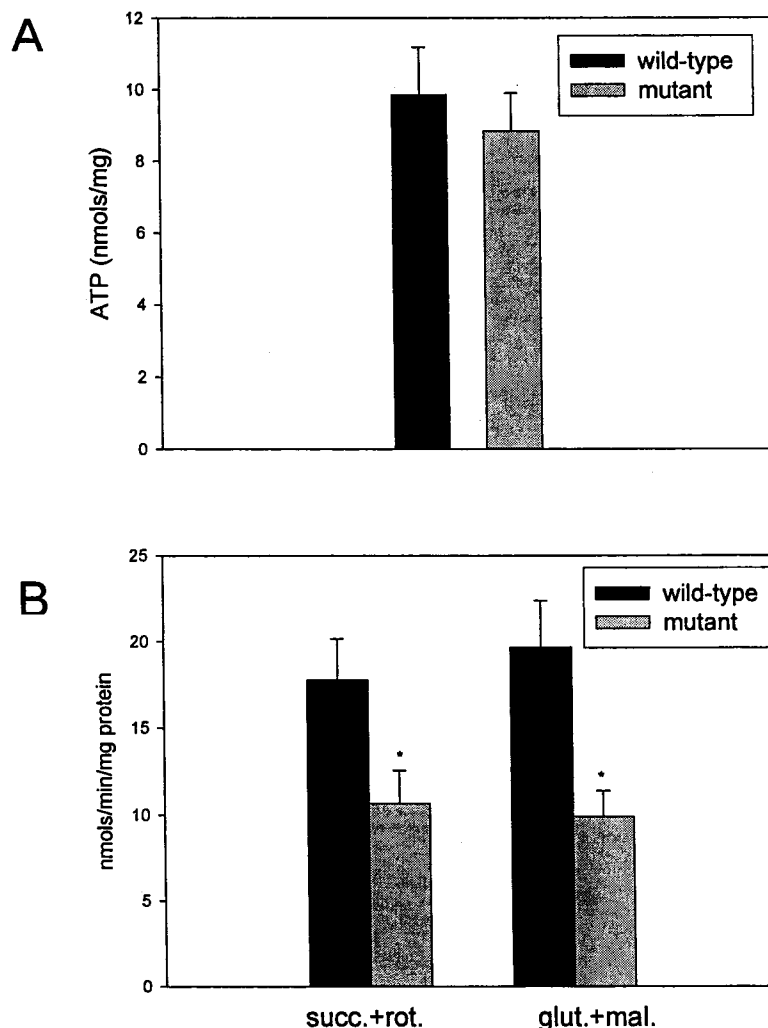 A
12
10
8
6
4
2
0
ATP (nmols/mg)
wild-type
mutant
B
25
20
15
10
5
0
nmols/min/mg protein
wild-type
mutant
*
*
succ.+rot.
glut.+mal.